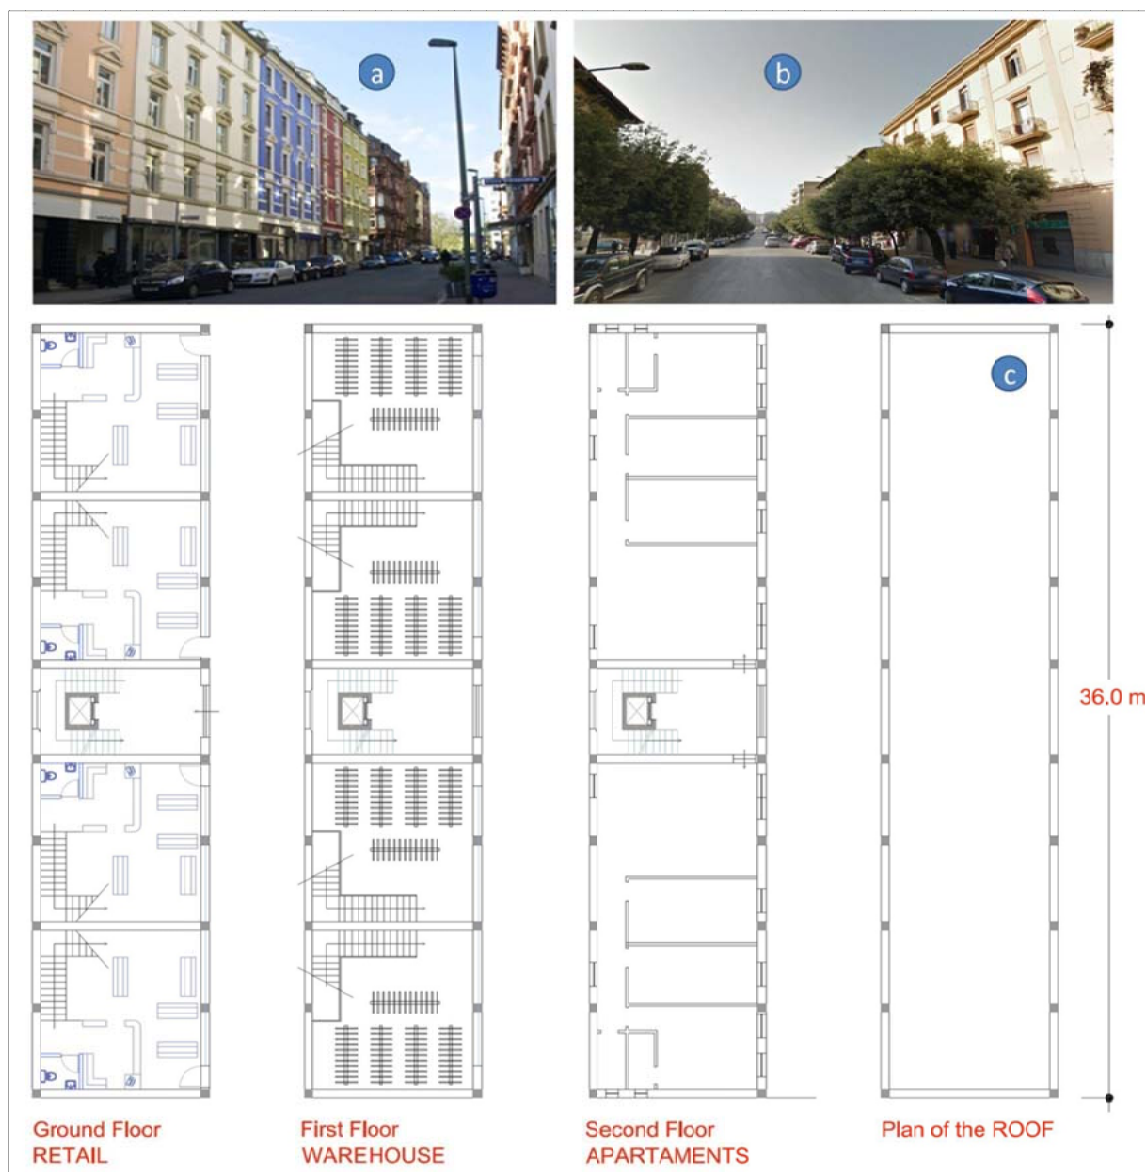 a
b
c
36.0 m
Ground Floor
RETAIL
First Floor
WAREHOUSE
Second Floor
APARTAMENTS
Plan of the ROOF